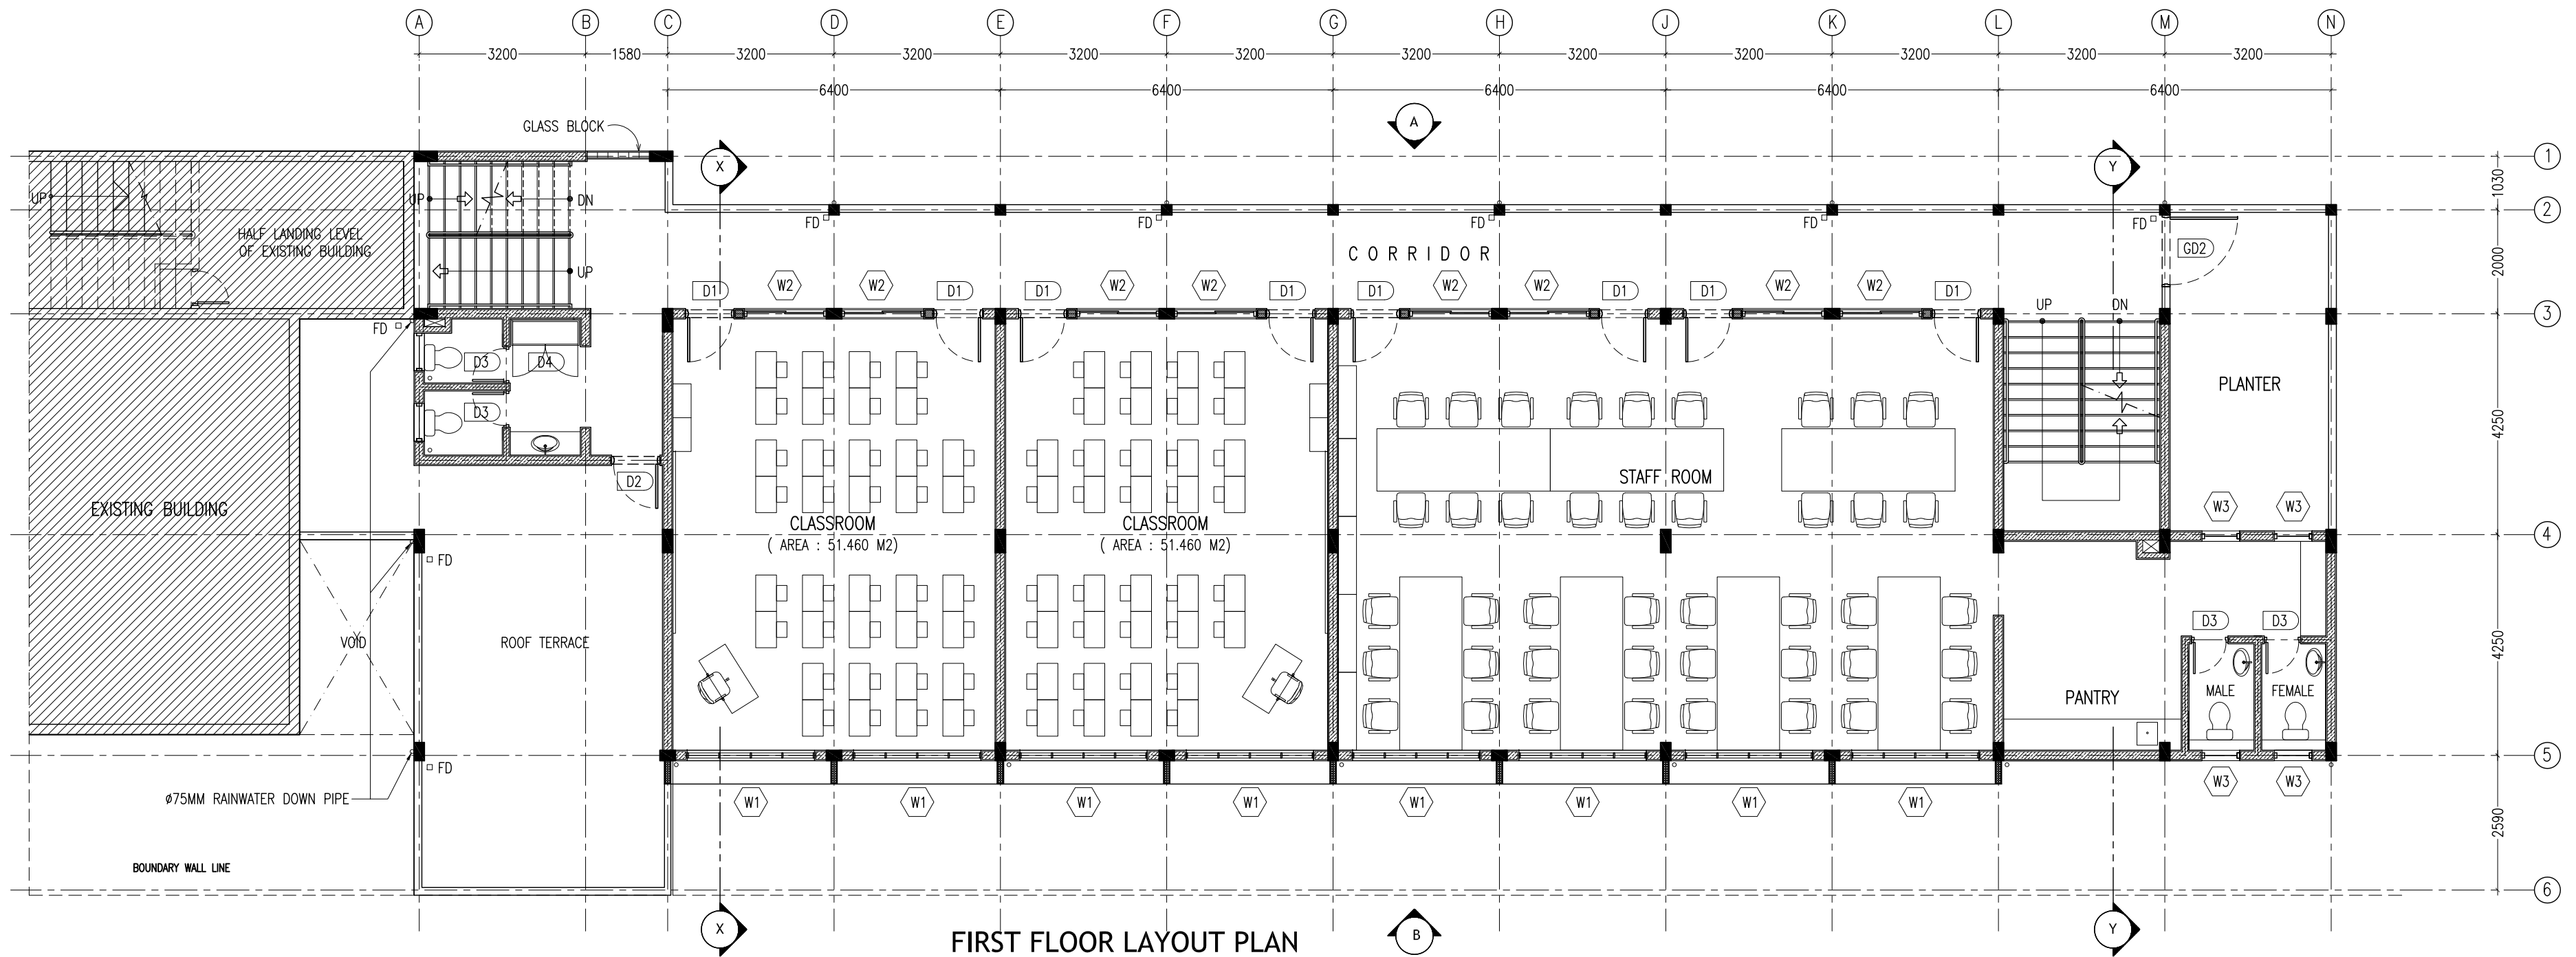 A B C D E F G H J K L M N
3200 1580 3200 3200 3200 3200 3200 3200 3200 3200 3200 3200
6400 6400 6400 6400 6400
GLASS BLOCK
A
1
X Y
1030
UP UP DN
FD FD FD FD FD
2
HALF LANDING LEVEL
OF EXISTING BUILDING
CORRIDOR
GD2
2000
UP
D1 W2 W2 D1 D1 W2 W2 D1 D1 W2 W2 D1 D1 W2 W2 D1
UP DN
3
FD
D3 D4
PLANTER
D3
4250
STAFF ROOM
D2
EXISTING BUILDING
W3 W3
CLASSROOM
( AREA : 51.460 M2)
CLASSROOM
( AREA : 51.460 M2)
4
FD
D3 D3
VOID
ROOF TERRACE
4250
PANTRY
MALE
FEMALE
5
FD
W3 W3
Ø75MM RAINWATER DOWN PIPE
W1 W1 W1 W1 W1 W1 W1 W1
2590
BOUNDARY WALL LINE
6
X B Y
FIRST FLOOR LAYOUT PLAN